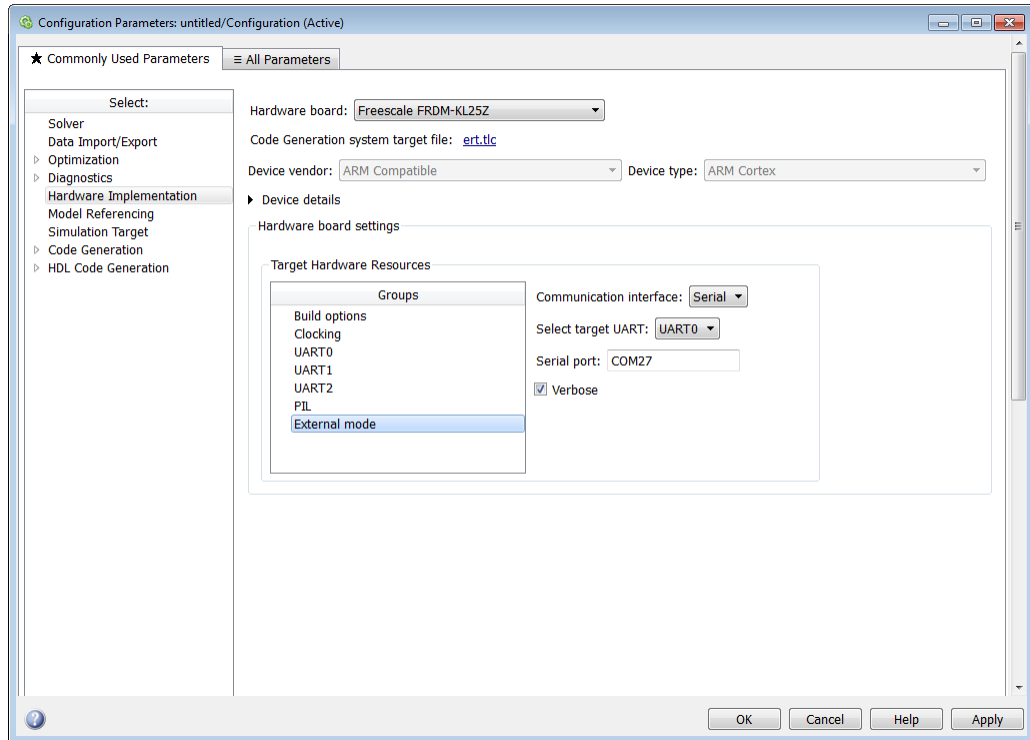 Configuration Parameters: untitled/Configuration (Active)
★ Commonly Used Parameters
≡ All Parameters
Select:
Solver
Data Import/Export
Optimization
Diagnostics
Hardware Implementation
Model Referencing
Simulation Target
Code Generation
HDL Code Generation
Hardware board: Freescale FRDM-KL25Z
Code Generation system target file: ert.tlc
Device vendor: ARM Compatible Device type: ARM Cortex
Device details
Hardware board settings
Target Hardware Resources
Groups
Build options
Clocking
UART0
UART1
UART2
PIL
External mode
Communication interface: Serial
Select target UART: UART0
Serial port: COM27
Verbose
OK Cancel Help Apply